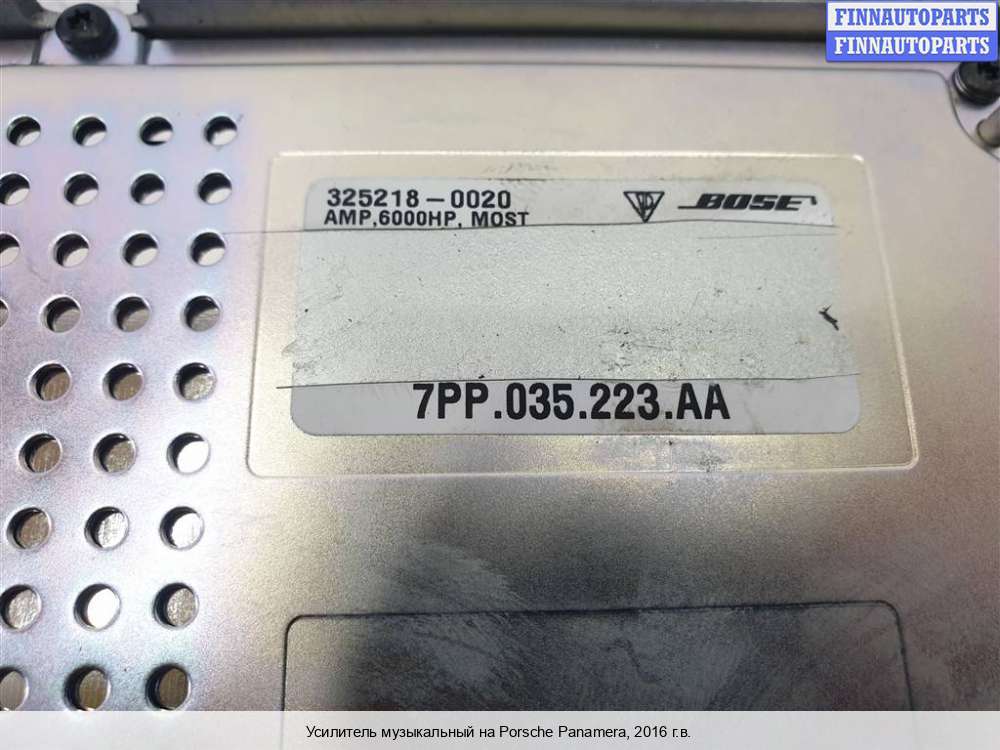 FINNAUTOPARTS
FINNAUTOPARTS
325218-0020
BOSE
AMP,6000HP, MOST
7PP.035.223.AA
Усилитель музыкальный на Porsche Panamera, 2016 г.в.